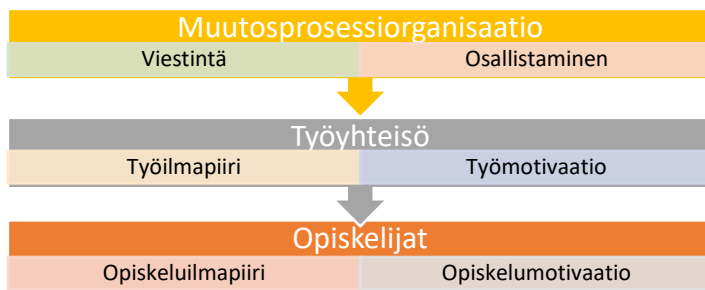 Muutosprosessiorganisaatio
Viestintä Osallistaminen
Työyhteisö
Työilmapiiri Työmotivaatio
Opiskelijat
Opiskeluilmapiiri Opiskelumotivaatio